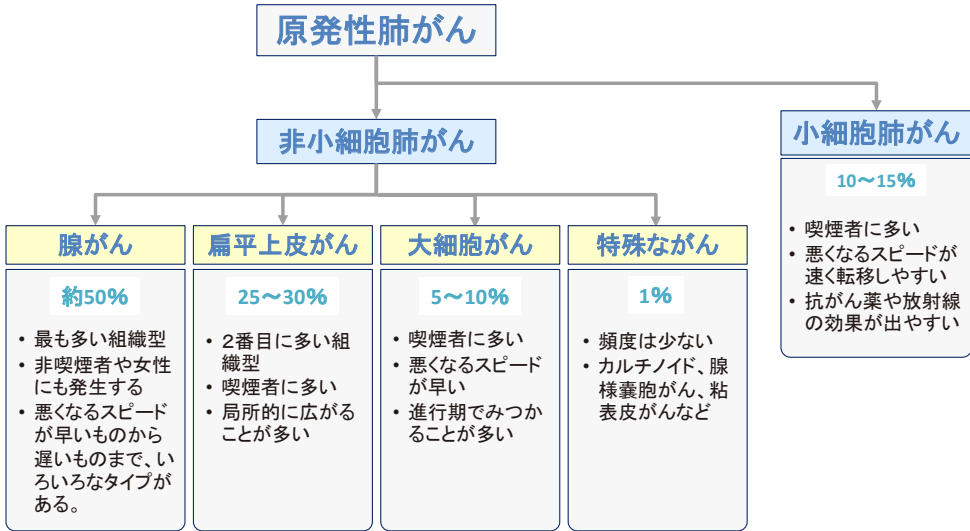 原発性肺がん
非小細胞肺がん
小細胞肺がん
10～15%
• 喫煙者に多い
• 悪くなるスピードが
速く転移しやすい
• 抗がん薬や放射線
の効果が出やすい
腺がん
約50%
• 最も多い組織型
• 非喫煙者や女性
にも発生する
• 悪くなるスピード
が早いものから
遅いものまで、い
ろいろなタイプが
ある。
扁平上皮がん
25～30%
• 2番目に多い組
織型
• 喫煙者に多い
• 局所的に広がる
ことが多い
大細胞がん
5～10%
• 喫煙者に多い
• 悪くなるスピード
が早い
• 進行期でみつか
ることが多い
特殊ながん
1%
• 頻度は少ない
• カルチノイド、腺
様嚢胞がん、粘
表皮がんなど